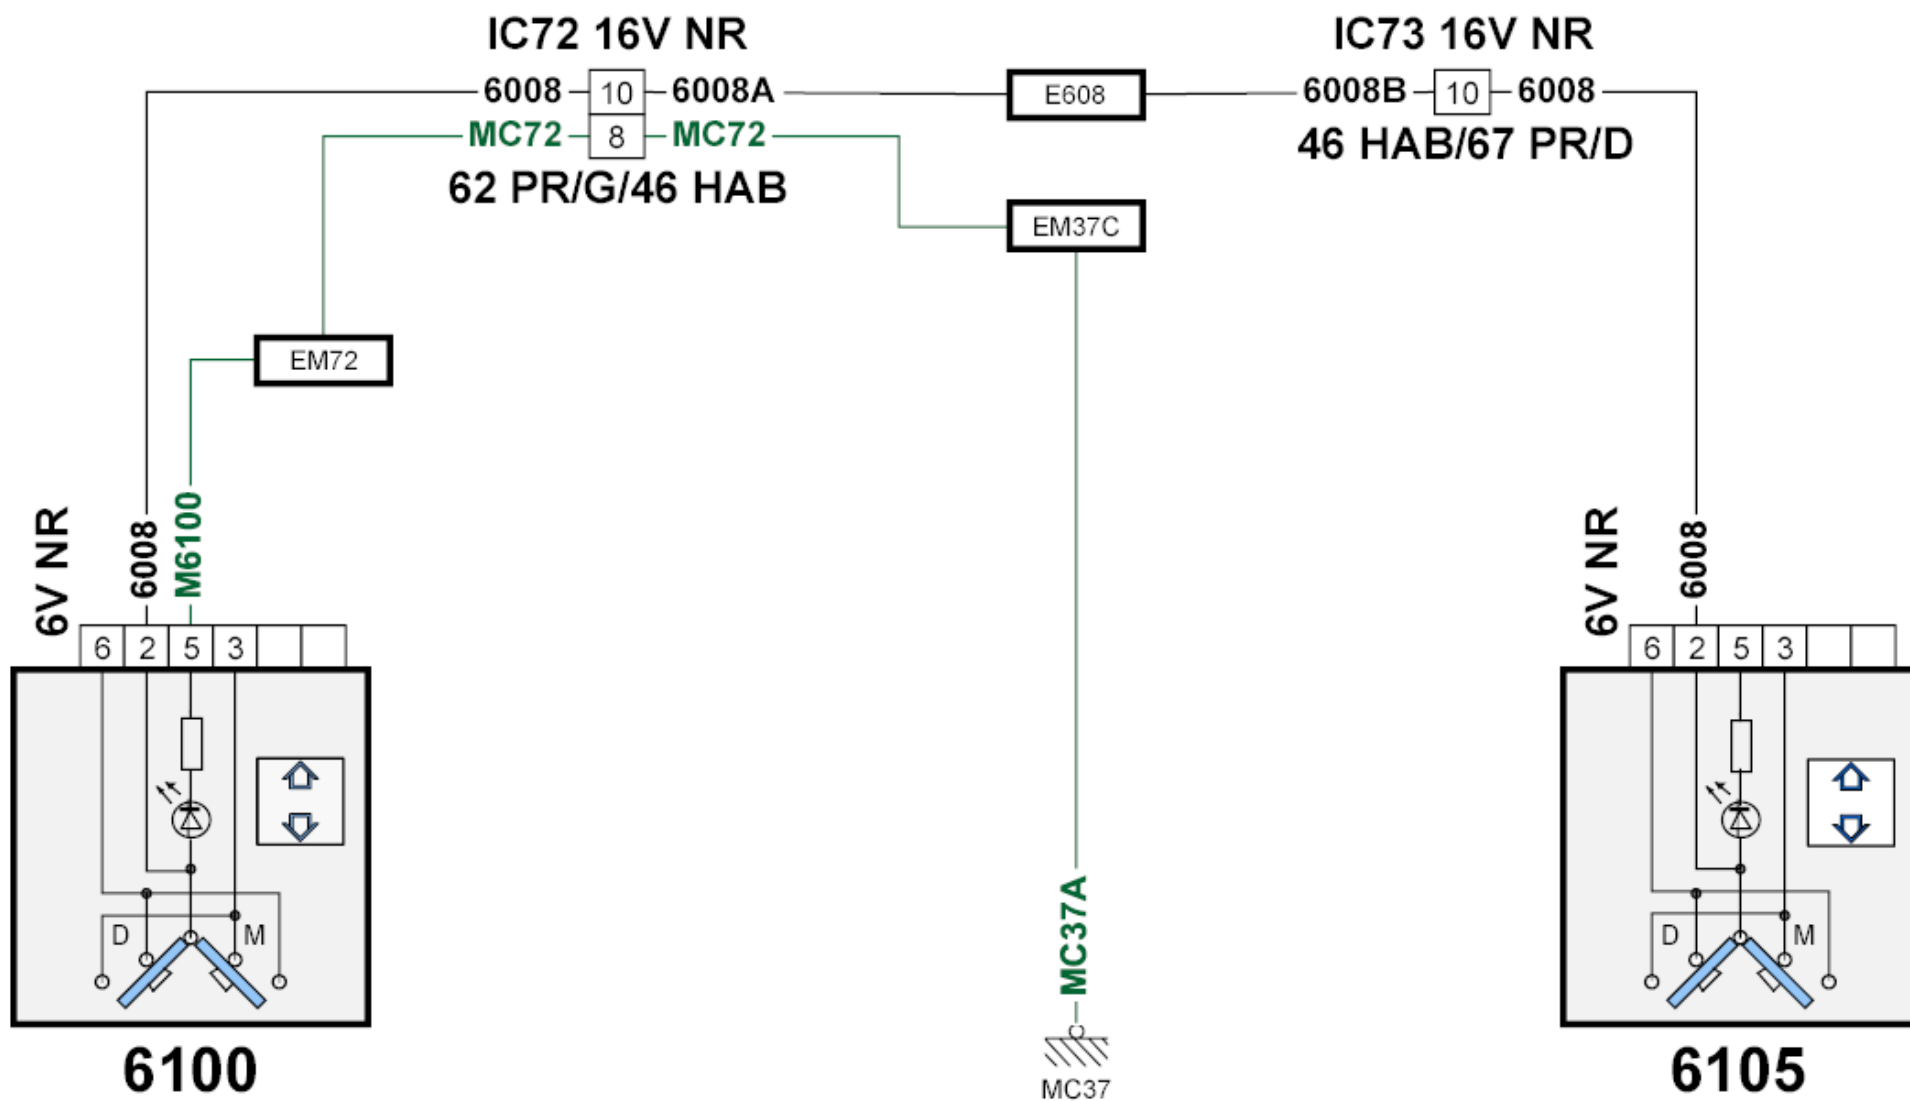 IC72 16V NR
IC73 16V NR
6008 10 6008A
E608
6008B 10 6008
MC72 8 MC72
46 HAB/67 PR/D
62 PR/G/46 HAB
EM37C
EM72
6V NR
6008
M6100
6V NR
6008
6 2 5 3
6 2 5 3
D M
D M
MC37A
MC37
6100
6105